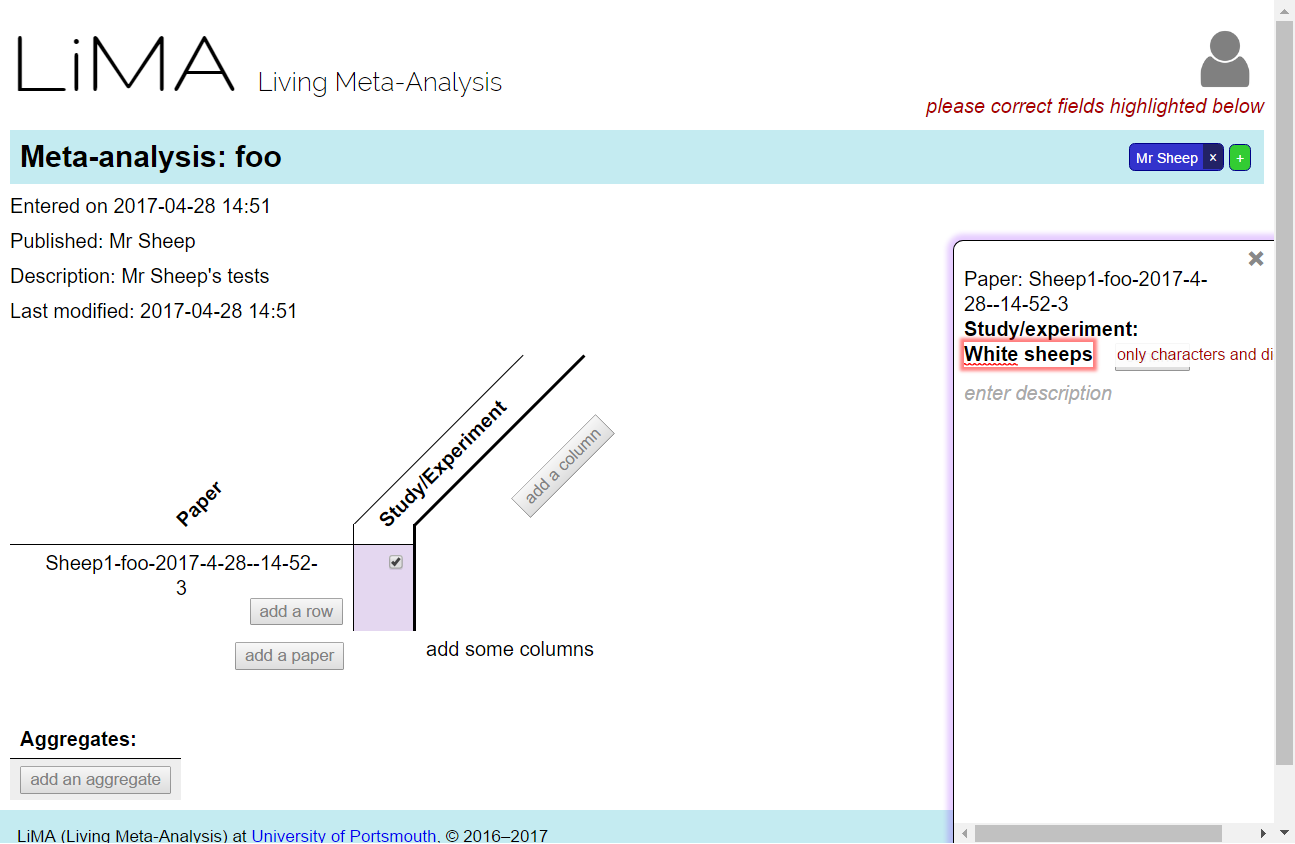 LiMA Living Meta-Analysis
please correct fields highlighted below
Meta-analysis: foo
Mr Sheep x +
Entered on 2017-04-28 14:51
Published: Mr Sheep
Description: Mr Sheep's tests
Last modified: 2017-04-28 14:51
Paper
Study/Experiment
add a column
Sheep1-foo-2017-4-28--14-52-
3
add a row
add a paper
add some columns
Aggregates:
add an aggregate
Paper: Sheep1-foo-2017-4-
28--14-52-3
Study/experiment:
White sheeps only characters and di
enter description
LiMA (Living Meta-Analysis) at University of Portsmouth, © 2016–2017